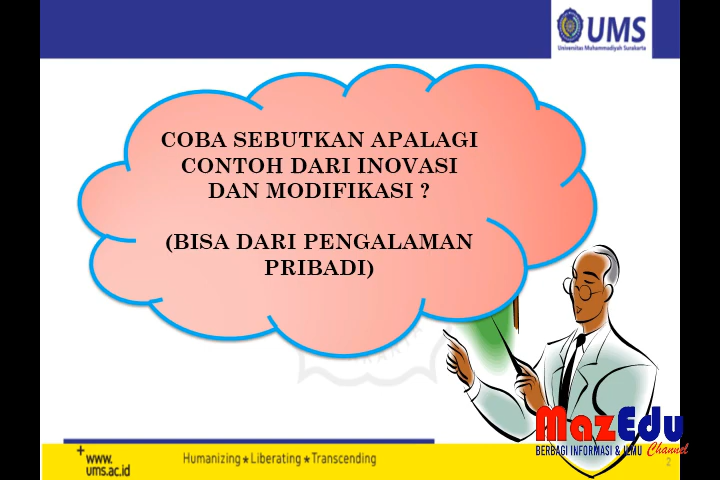 UMS
Universitas Muhammadiyah Surakarta
COBA SEBUTKAN APALAGI
CONTOH DARI INOVASI
DAN MODIFIKASI ?
(BISA DARI PENGALAMAN
PRIBADI)
MazEdu
BERBAGI INFORMASI & ILMU Channel
www.
ums.ac.id
Humanizing★Liberating★Transcending
2